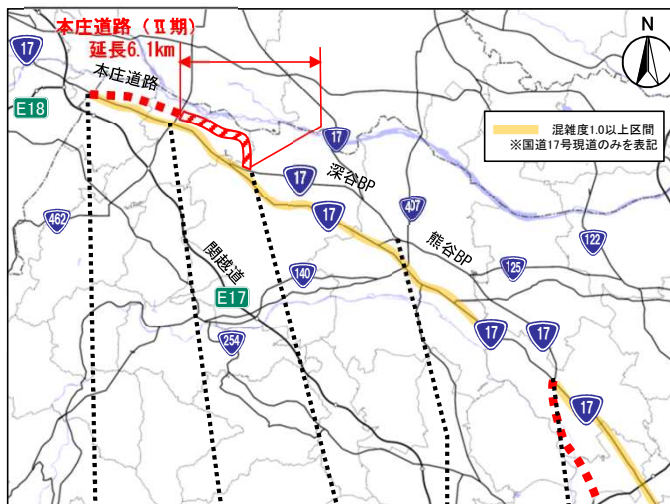 本庄道路（Ⅱ期）
延長6.1km
17
本庄道路
E18
N
混雑度1.0以上区間
※国道17号現道のみを表記
17
17
深谷BP
17
407
462
熊谷BP
122
関越道
140
125
E17
254
17
17
17